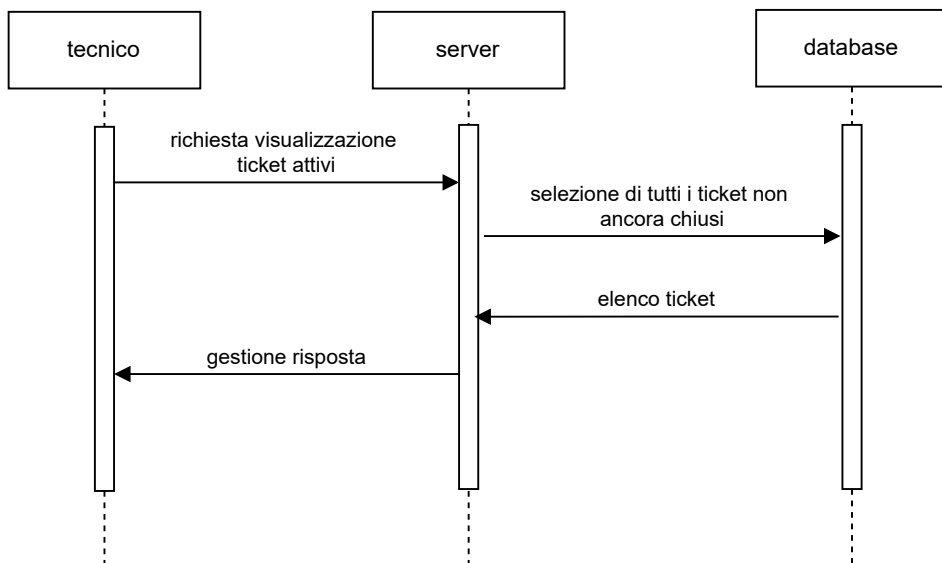 tecnico
server
database
richiesta visualizzazione
ticket attivi
selezione di tutti i ticket non
ancora chiusi
elenco ticket
gestione risposta